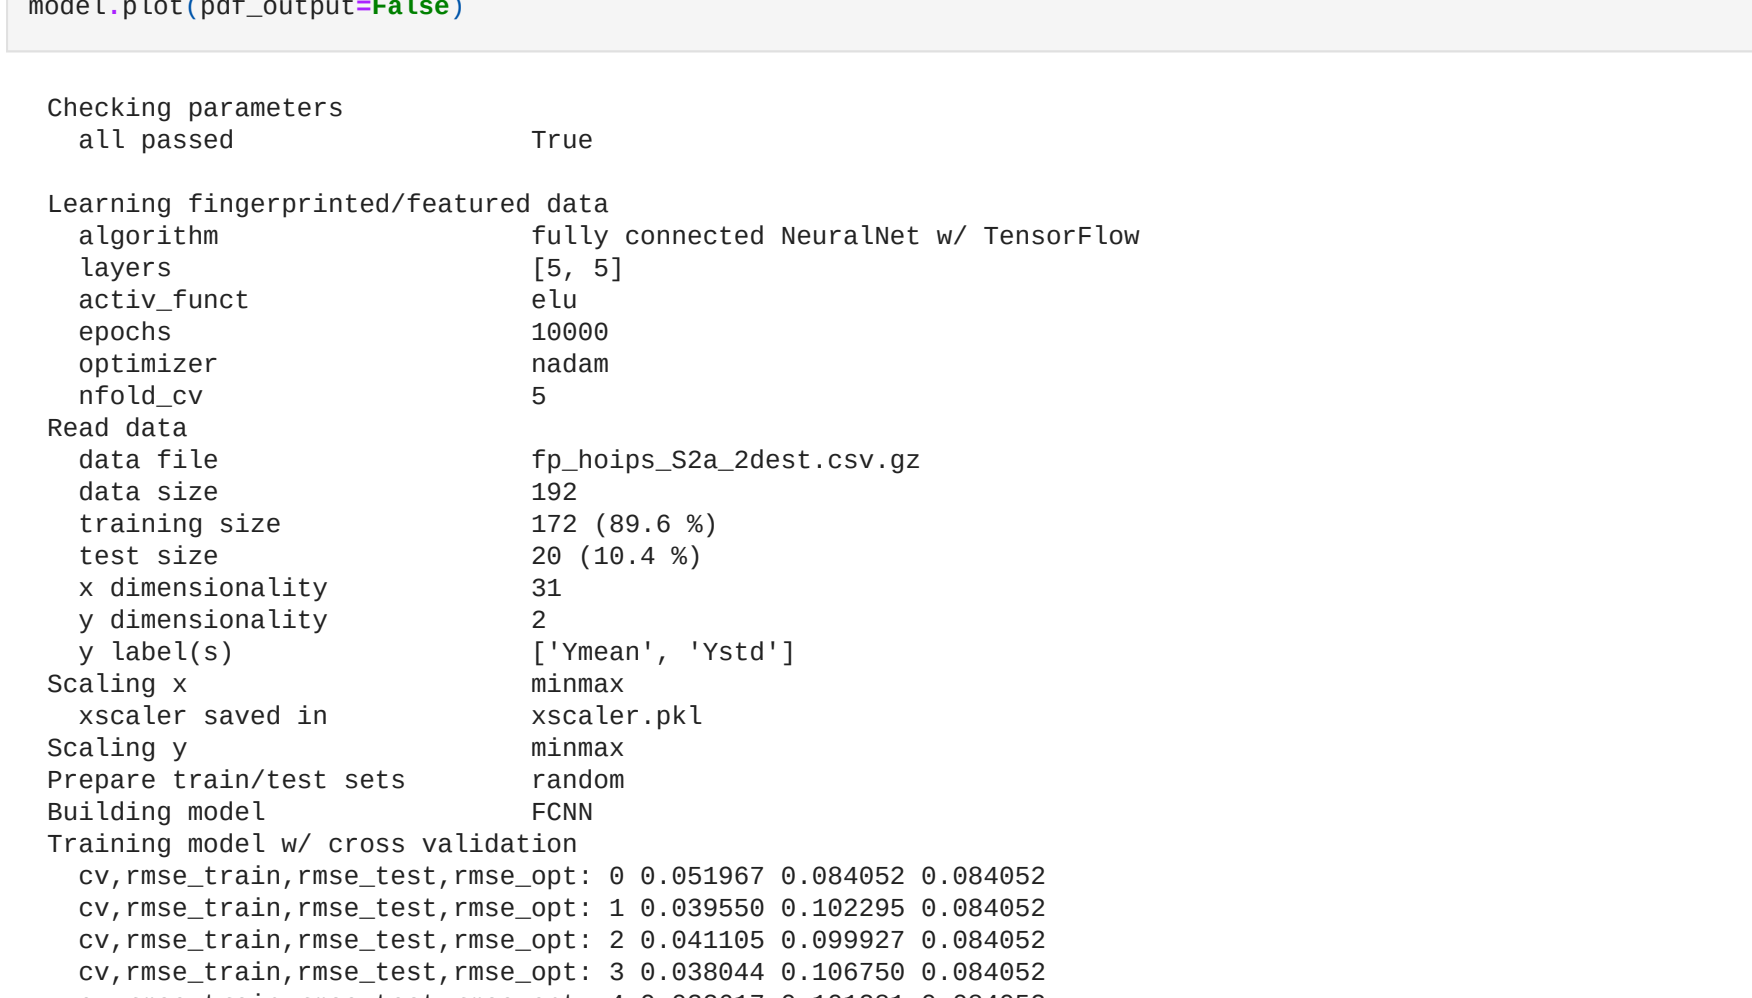 model.plot(pdf_output=False)
Checking parameters
all passed True
Learning fingerprinted/featured data
algorithm fully connected NeuralNet w/ TensorFlow
layers [5, 5]
activ_funct elu
epochs 10000
optimizer nadam
nfold_cv 5
Read data
data file fp_hoips_S2a_2dest.csv.gz
data size 192
training size 172 (89.6 %)
test size 20 (10.4 %)
x dimensionality 31
y dimensionality 2
y label(s) ['Ymean', 'Ystd']
Scaling x minmax
xscaler saved in xscaler.pkl
Scaling y minmax
Prepare train/test sets random
Building model FCNN
Training model w/ cross validation
cv,rmse_train,rmse_test,rmse_opt: 0 0.051967 0.084052 0.084052
cv,rmse_train,rmse_test,rmse_opt: 1 0.039550 0.102295 0.084052
cv,rmse_train,rmse_test,rmse_opt: 2 0.041105 0.099927 0.084052
cv,rmse_train,rmse_test,rmse_opt: 3 0.038044 0.106750 0.084052